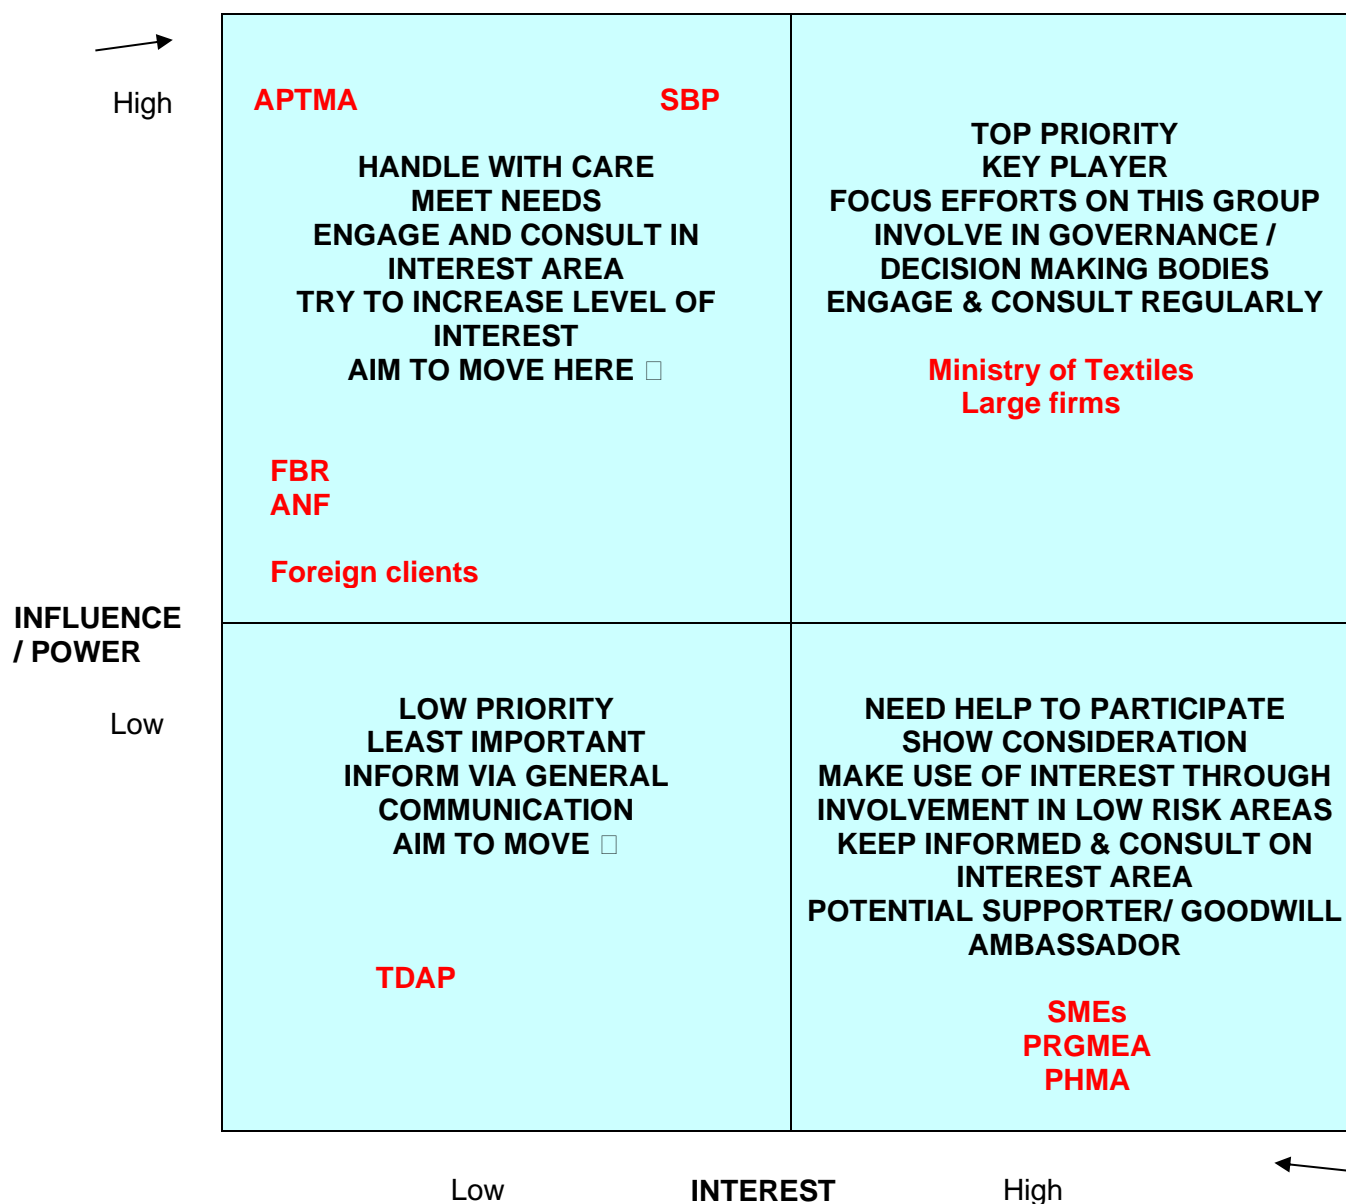 High
APTMA SBP
HANDLE WITH CARE
MEET NEEDS
ENGAGE AND CONSULT IN
INTEREST AREA
TRY TO INCREASE LEVEL OF
INTEREST
AIM TO MOVE HERE □
FBR
ANF
Foreign clients
TOP PRIORITY
KEY PLAYER
FOCUS EFFORTS ON THIS GROUP
INVOLVE IN GOVERNANCE /
DECISION MAKING BODIES
ENGAGE & CONSULT REGULARLY
Ministry of Textiles
Large firms
INFLUENCE
/ POWER
Low
LOW PRIORITY
LEAST IMPORTANT
INFORM VIA GENERAL
COMMUNICATION
AIM TO MOVE □
TDAP
NEED HELP TO PARTICIPATE
SHOW CONSIDERATION
MAKE USE OF INTEREST THROUGH
INVOLVEMENT IN LOW RISK AREAS
KEEP INFORMED & CONSULT ON
INTEREST AREA
POTENTIAL SUPPORTER/ GOODWILL
AMBASSADOR
SMEs
PRGMEA
PHMA
Low INTEREST High